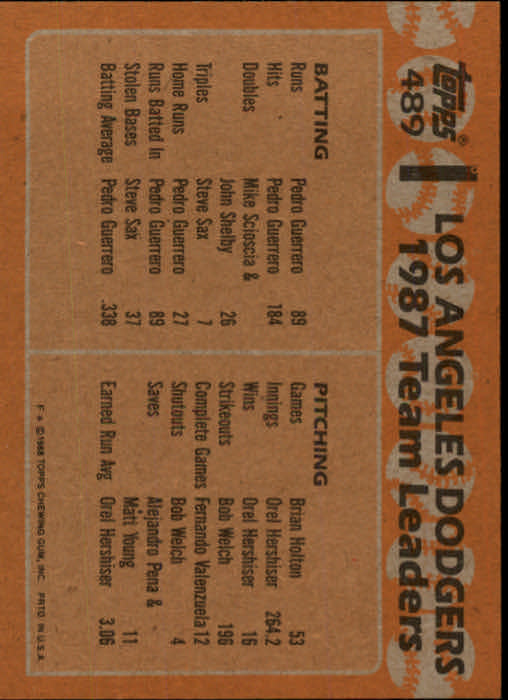 topps®
489
LOS ANGELES DODGERS
1987 Team Leaders
BATTING
Runs Pedro Guerrero 89
Hits Pedro Guerrero 184
Doubles Mike Scioscia &
John Shelby 26
Triples Steve Sax 7
Home Runs Pedro Guerrero 27
Runs Batted In Pedro Guerrero 89
Stolen Bases Steve Sax 37
Batting Average Pedro Guerrero .338
PITCHING
Games Brian Holton 53
Innings Orel Hershiser 264.2
Wins Orel Hershiser 16
Strikeouts Bob Welch 196
Complete Games Fernando Valenzuela 12
Shutouts Bob Welch 4
Saves Alejandro Pena &
Matt Young 11
Earned Run Avg Orel Hershiser 3.06
©1988 TOPPS CHEWING GUM, INC. PRTD. IN U.S.A.